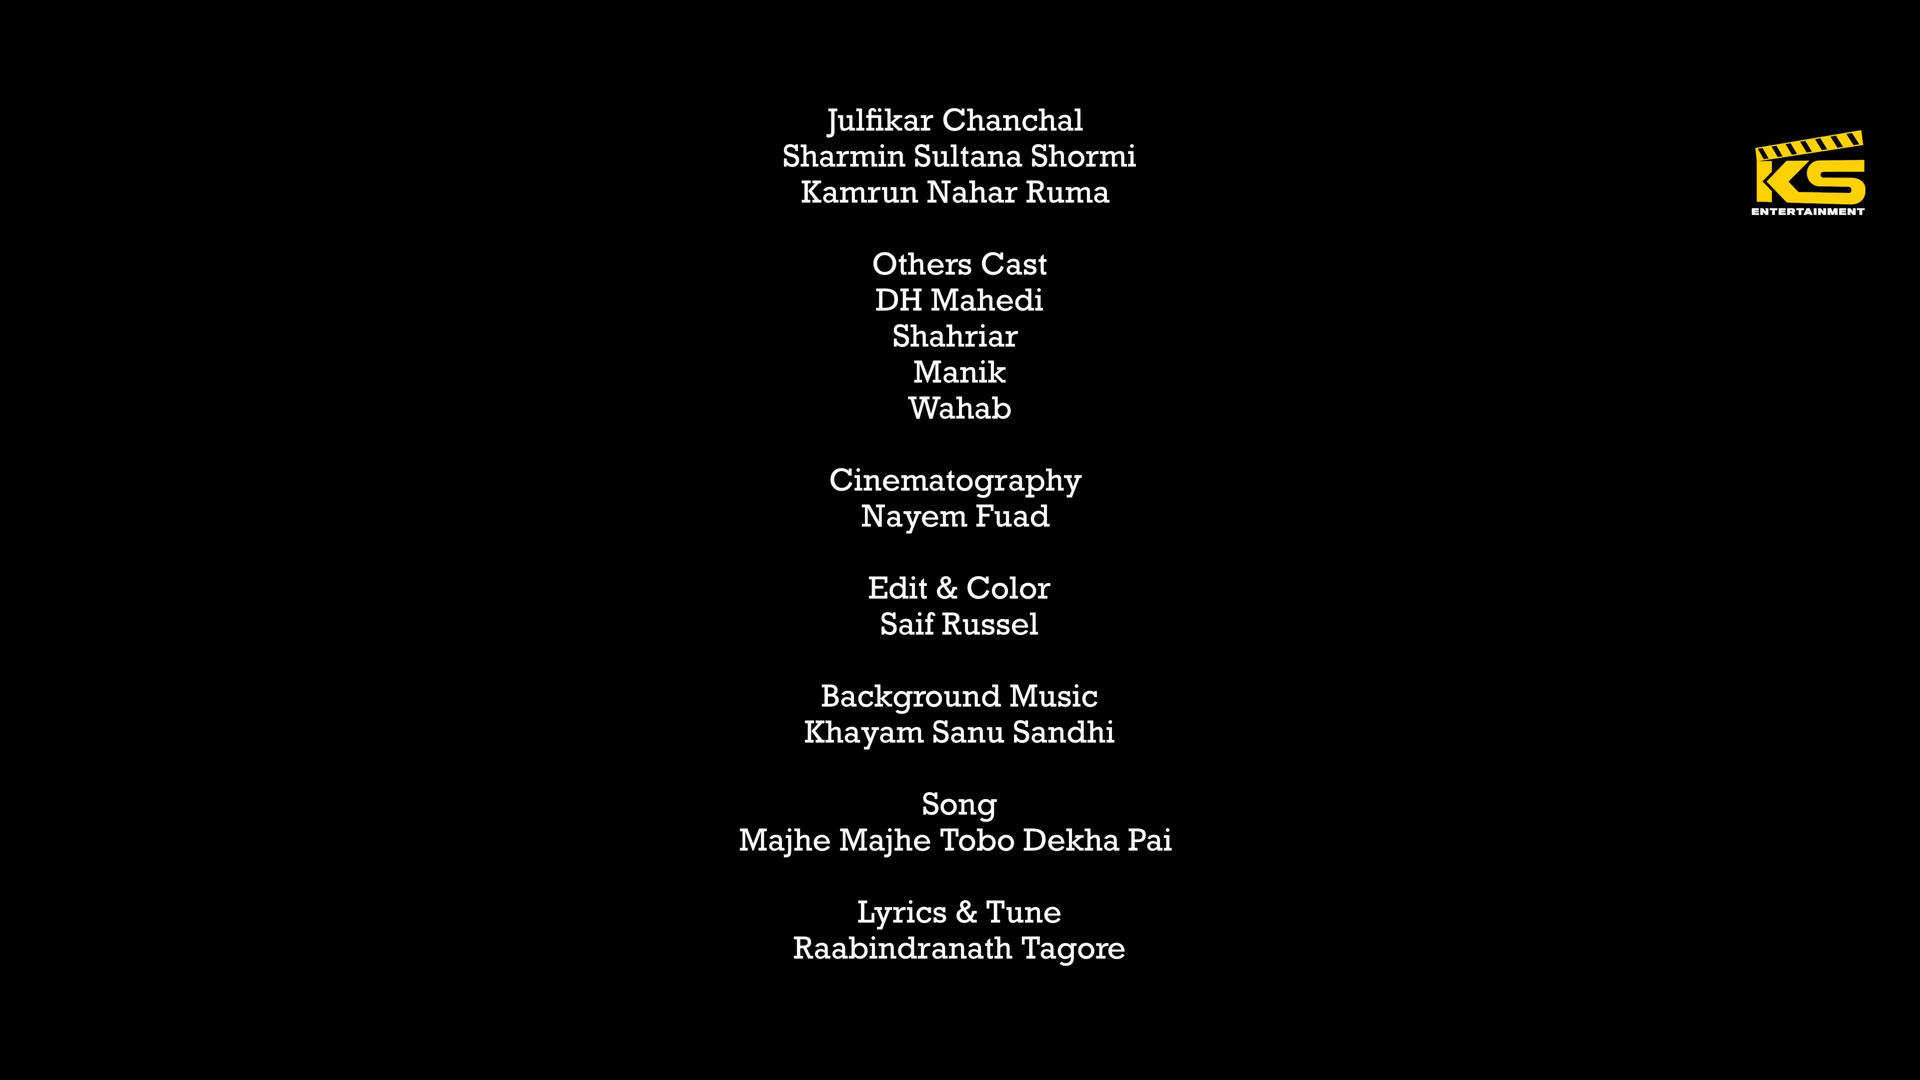 Julfikar Chanchal
Sharmin Sultana Shormi
Kamrun Nahar Ruma
Others Cast
DH Mahedi
Shahriar
Manik
Wahab
Cinematography
Nayem Fuad
Edit & Color
Saif Russel
Background Music
Khayam Sanu Sandhi
Song
Majhe Majhe Tobo Dekha Pai
Lyrics & Tune
Raabindranath Tagore
KS
ENTERTAINMENT